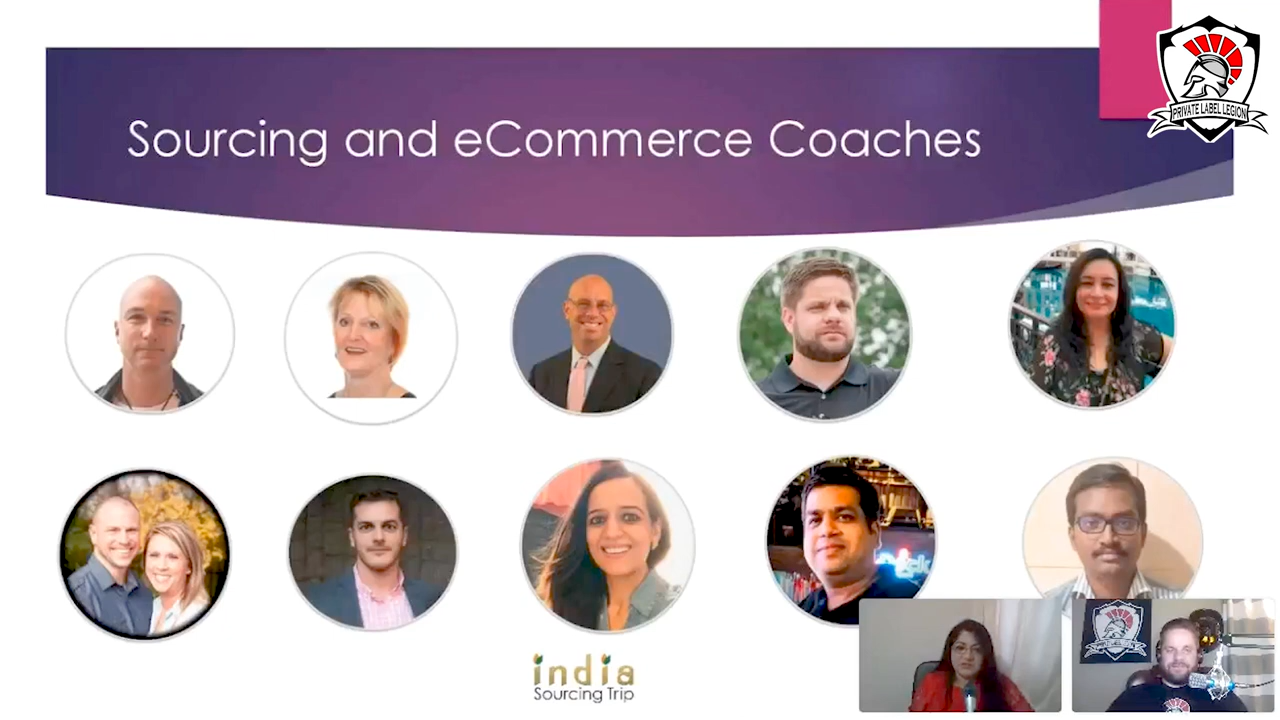 Sourcing and eCommerce Coaches
PRIVATE LABEL LEGION
india
Sourcing Trip